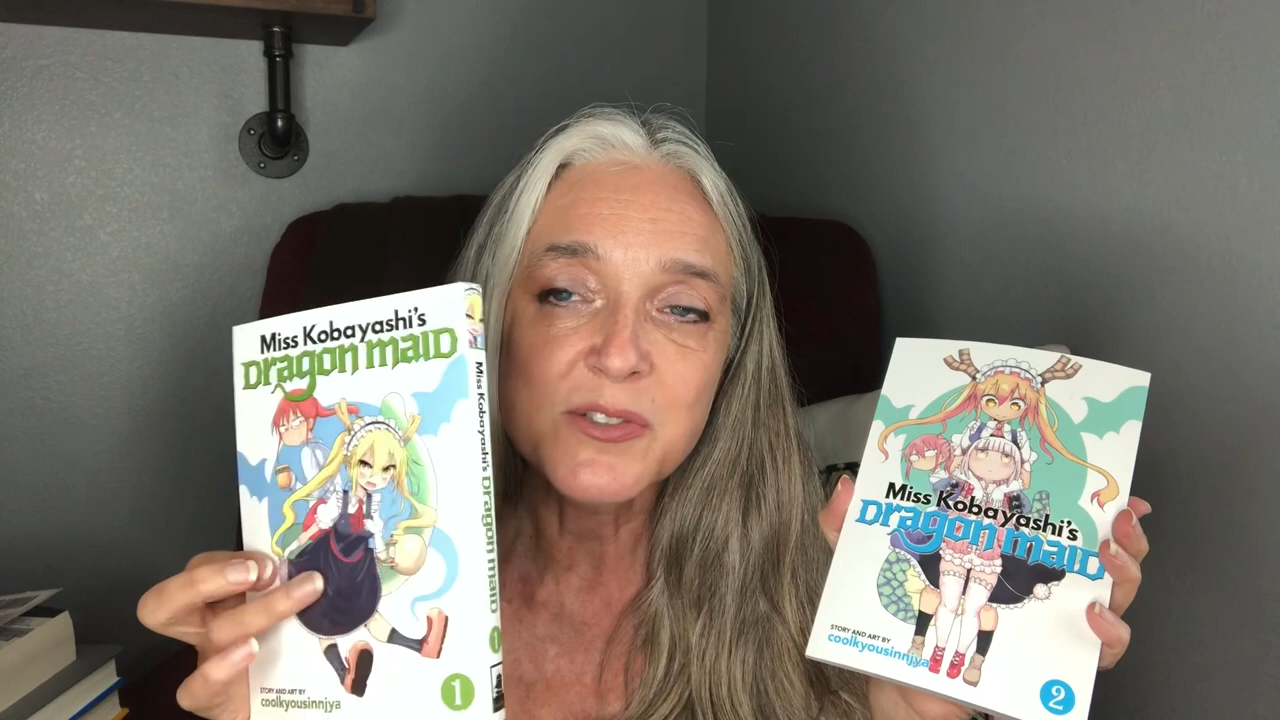 Miss Kobayashi's
Dragon Maid
STORY AND ART BY
coolkyousinnjya
1
Miss Kobayashi's Dragon Maid 1
Miss Kobayashi's
Dragon Maid
STORY AND ART BY
coolkyousinnjya
2